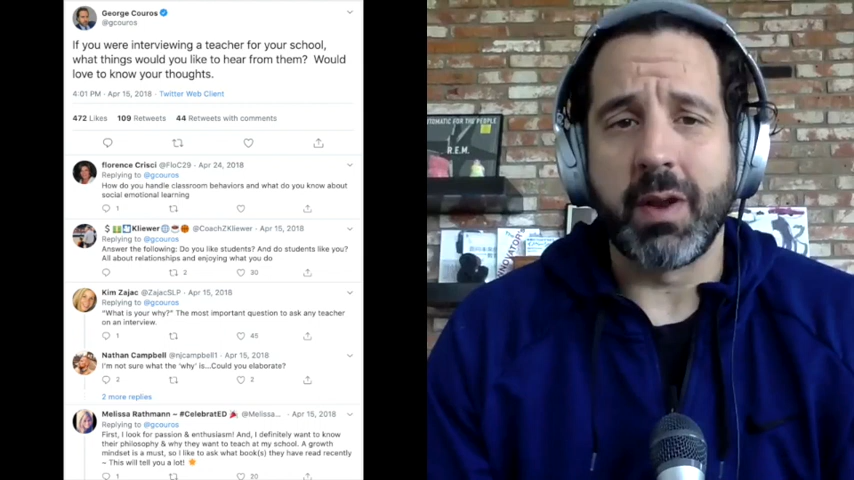 George Couros
@gcouros
If you were interviewing a teacher for your school,
what things would you like to hear from them? Would
love to know your thoughts.
4:01 PM · Apr 15, 2018 · Twitter Web Client
472 Likes 109 Retweets 44 Retweets with comments
florence Crisci @FloC29 · Apr 24, 2018
Replying to @gcouros
How do you handle classroom behaviors and what do you know about
social emotional learning
1
Kliewer @CoachZKliewer · Apr 15, 2018
Replying to @gcouros
Answer the following: Do you like students? And do students like you?
All about relationships and enjoying what you do
2 30
Kim Zajac @ZajacSLP · Apr 15, 2018
Replying to @gcouros
"What is your why?" The most important question to ask any teacher
on an interview.
1 45
Nathan Campbell @njcampbell1 · Apr 15, 2018
I'm not sure what the 'why' is...Could you elaborate?
2 2
2 more replies
Melissa Rathmann ~ #CelebratED @Melissa... · Apr 15, 2018
Replying to @gcouros
First, I look for passion & enthusiasm! And, I definitely want to know
their philosophy & why they want to teach at my school. A growth
mindset is a must, so I like to ask what book(s) they have read recently
~ This will tell you a lot!
1 20
AUTOMATIC FOR THE PEOPLE
R.E.M.